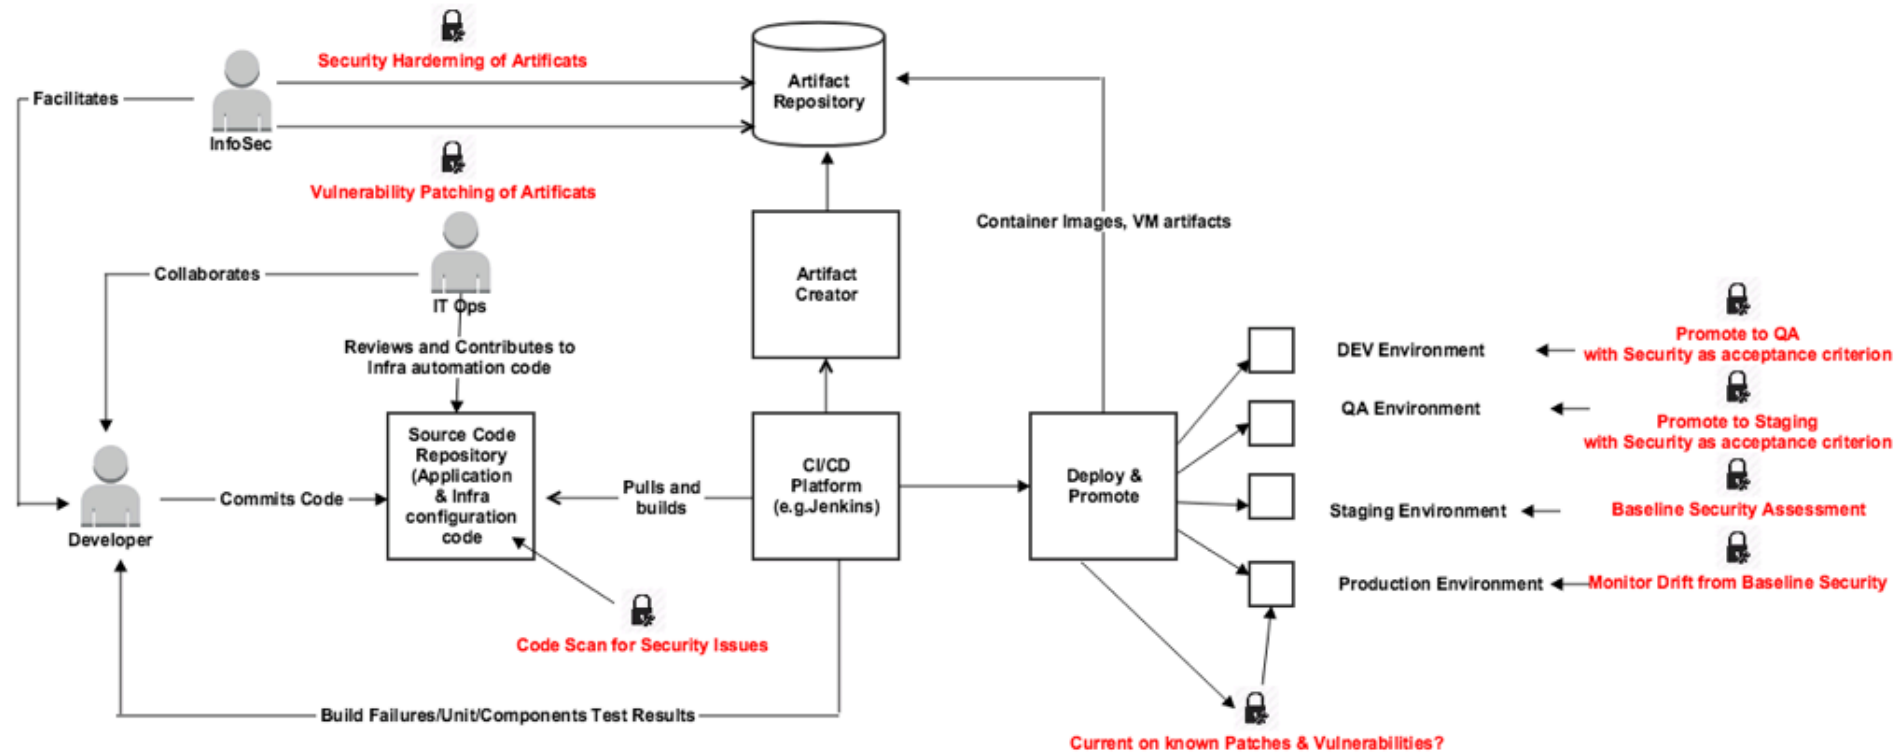 Security Harderning of Artificats
Facilitates
InfoSec
Artifact
Repository
Vulnerability Patching of Artificats
Container Images, VM artifacts
Collaborates
IT Ops
Artifact
Creator
Reviews and Contributes to
Infra automation code
DEV Environment
Promote to QA
with Security as acceptance criterion
QA Environment
Promote to Staging
with Security as acceptance criterion
Developer
Commits Code
Source Code
Repository
(Application
& Infra
configuration
code
Pulls and
builds
CI/CD
Platform
(e.g.Jenkins)
Deploy &
Promote
Staging Environment
Baseline Security Assessment
Production Environment
Monitor Drift from Baseline Security
Code Scan for Security Issues
Build Failures/Unit/Components Test Results
Current on known Patches & Vulnerabilities?